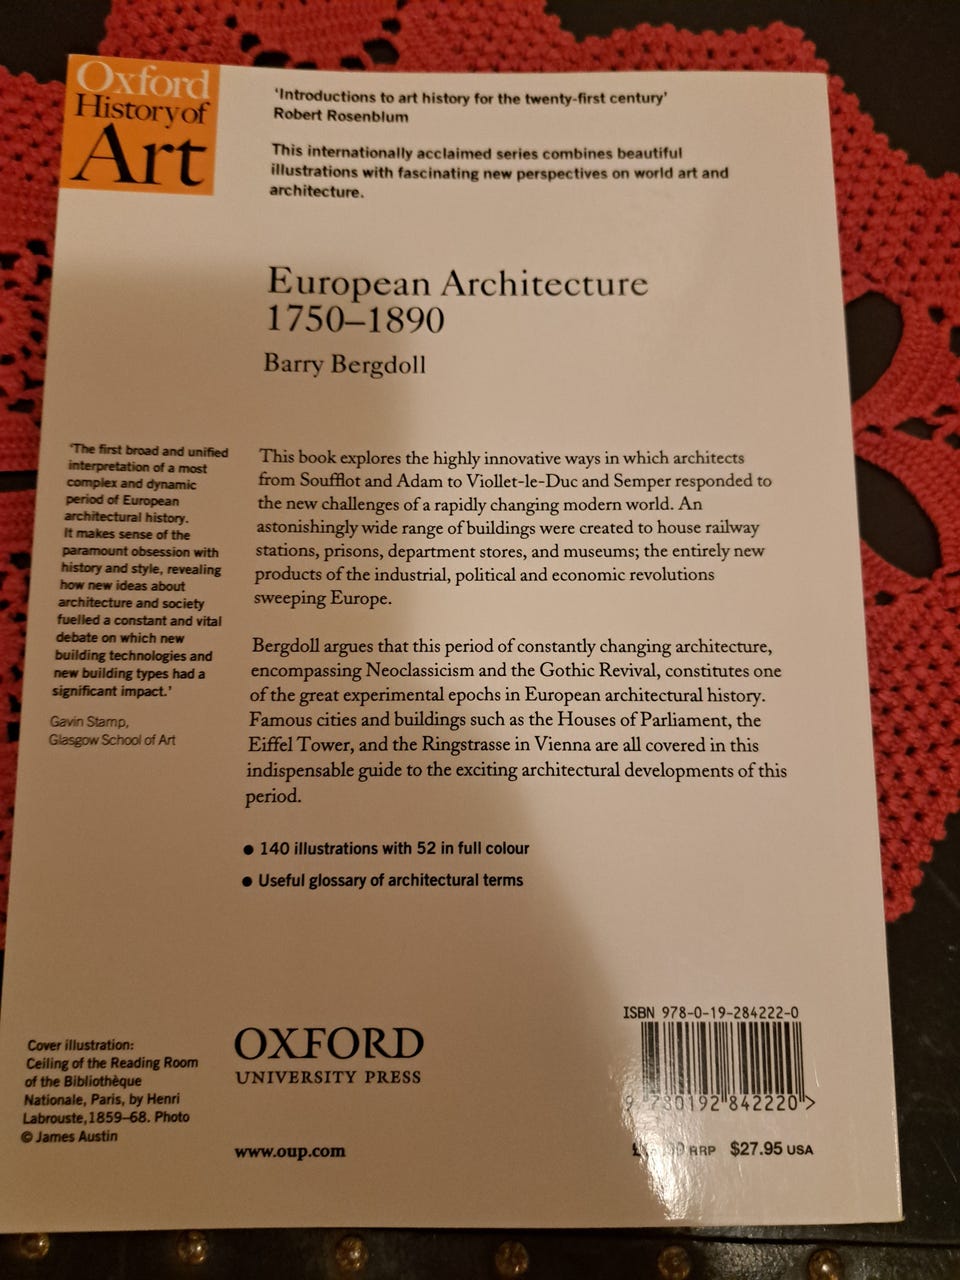 Oxford
History of
Art
'Introductions to art history for the twenty-first century'
Robert Rosenblum
This internationally acclaimed series combines beautiful
illustrations with fascinating new perspectives on world art and
architecture.
European Architecture
1750–1890
Barry Bergdoll
'The first broad and unified
interpretation of a most
complex and dynamic
period of European
architectural history.
It makes sense of the
paramount obsession with
history and style, revealing
how new ideas about
architecture and society
fuelled a constant and vital
debate on which new
building technologies and
new building types had a
significant impact.'
Gavin Stamp,
Glasgow School of Art
This book explores the highly innovative ways in which architects
from Soufflot and Adam to Viollet-le-Duc and Semper responded to
the new challenges of a rapidly changing modern world. An
astonishingly wide range of buildings were created to house railway
stations, prisons, department stores, and museums; the entirely new
products of the industrial, political and economic revolutions
sweeping Europe.
Bergdoll argues that this period of constantly changing architecture,
encompassing Neoclassicism and the Gothic Revival, constitutes one
of the great experimental epochs in European architectural history.
Famous cities and buildings such as the Houses of Parliament, the
Eiffel Tower, and the Ringstrasse in Vienna are all covered in this
indispensable guide to the exciting architectural developments of this
period.
● 140 illustrations with 52 in full colour
● Useful glossary of architectural terms
Cover illustration:
Ceiling of the Reading Room
of the Bibliothèque
Nationale, Paris, by Henri
Labrouste, 1859–68. Photo
© James Austin
OXFORD
UNIVERSITY PRESS
www.oup.com
ISBN 978-0-19-284222-0
9 780192 842220 >
RRP $27.95 USA